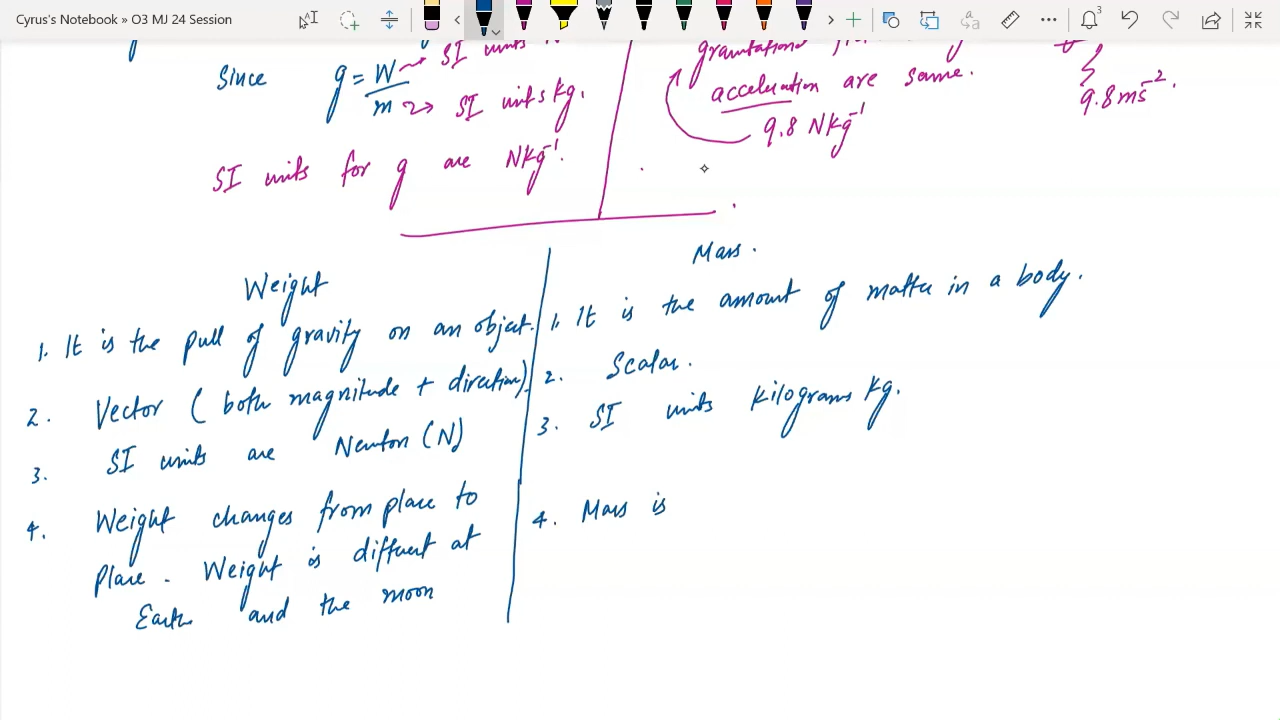 Cyrus's Notebook » O3 MJ 24 Session
3
SI units
Since g = W
m → SI units kg.
SI units for g are Nkg⁻¹.
gravitational
acceleration are same.
9.8 Nkg⁻¹
9.8ms⁻².
Weight
1. It is the pull of gravity on an object.
2. Vector (both magnitude + direction)
3. SI units are Newton (N)
4. Weight changes from place to
place. Weight is different at
Earth and the moon
Mass.
1. It is the amount of matter in a body.
2. Scalar.
3. SI units kilograms kg.
4. Mass is